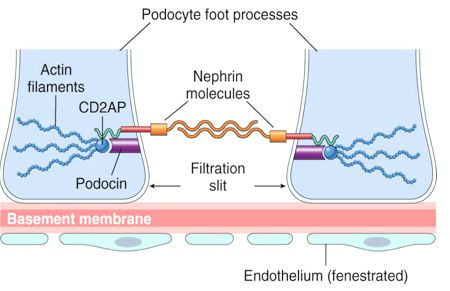 Podocyte foot processes
Actin
filaments
CD2AP
Nephrin
molecules
Podocin
Filtration
slit
Basement membrane
Endothelium (fenestrated)